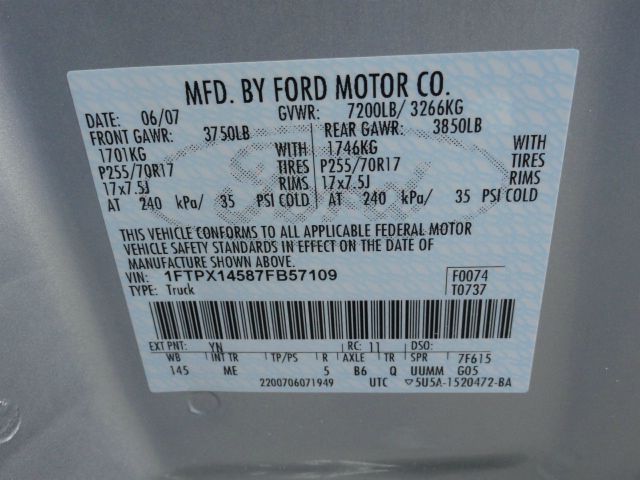 MFD. BY FORD MOTOR CO.
DATE: 06/07 GVWR: 7200LB/ 3266KG
FRONT GAWR: 3750LB REAR GAWR: 3850LB
1701KG WITH 1746KG WITH
P255/70R17 TIRES P255/70R17 TIRES
17x7.5J RIMS 17x7.5J RIMS
AT 240 kPa/ 35 PSI COLD AT 240 kPa/ 35 PSI COLD
THIS VEHICLE CONFORMS TO ALL APPLICABLE FEDERAL MOTOR
VEHICLE SAFETY STANDARDS IN EFFECT ON THE DATE OF
MANUFACTURE SHOWN ABOVE.
VIN: 1FTPX14587FB57109 F0074
TYPE: Truck T0737
EXT PNT: YN RC: 11 DSO:
WB INT TR TP/PS R AXLE TR SPR 7F615
145 ME 5 B6 Q UUMM G05
2200706071949 UTC ▽5U5A-1520472-BA
Ford